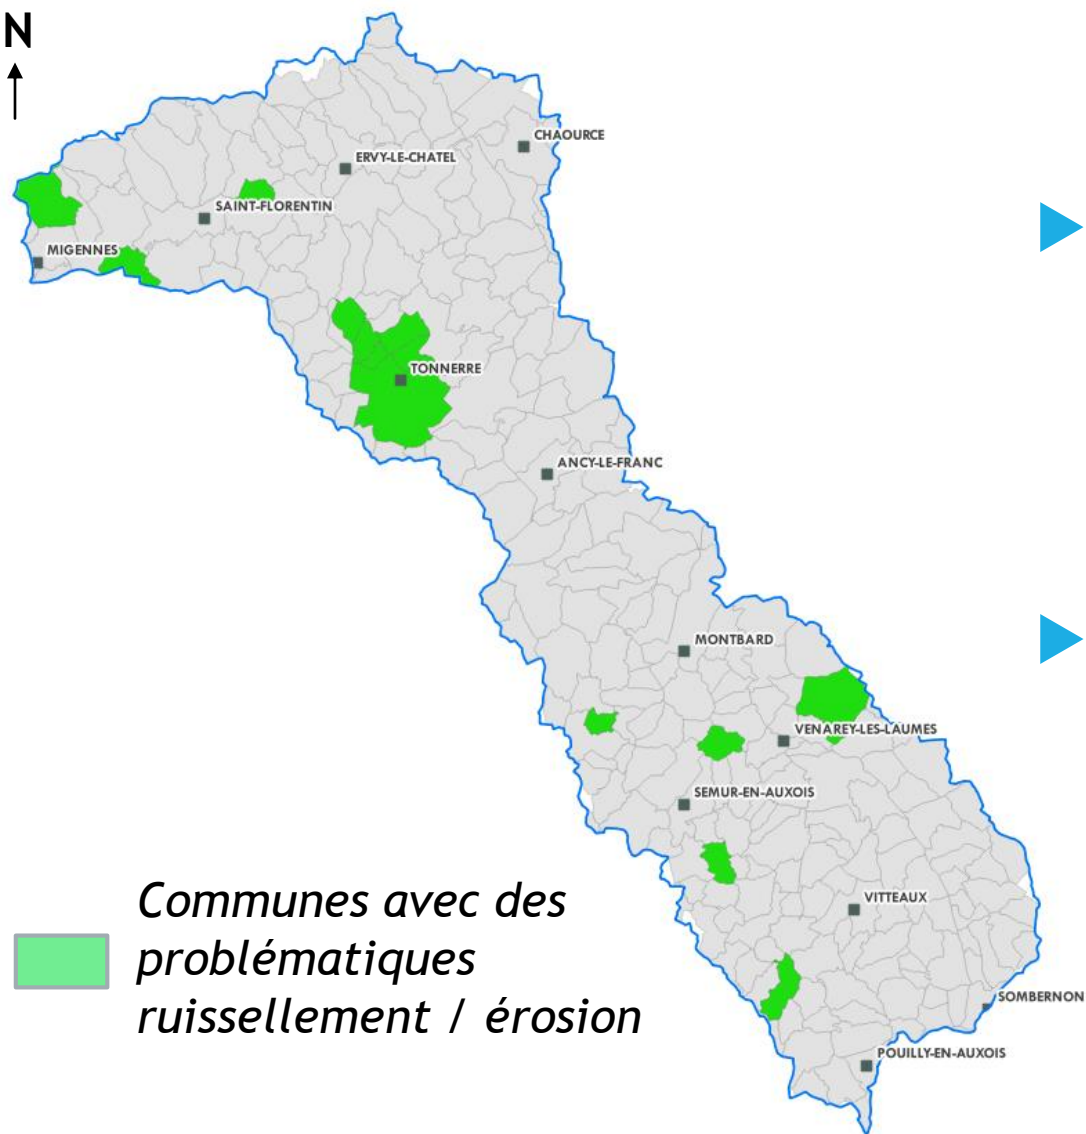 N
CHAOURCE
ERVY-LE-CHATEL
SAINT-FLORENTIN
MIGENNES
TONNERRE
ANCY-LE-FRANC
MONTBARD
VENAREY-LES-LAUMES
SEMUR-EN-AUXOIS
VITTEAUX
SOMBERNON
POUILLY-EN-AUXOIS
Communes avec des
problématiques
ruissellement / érosion